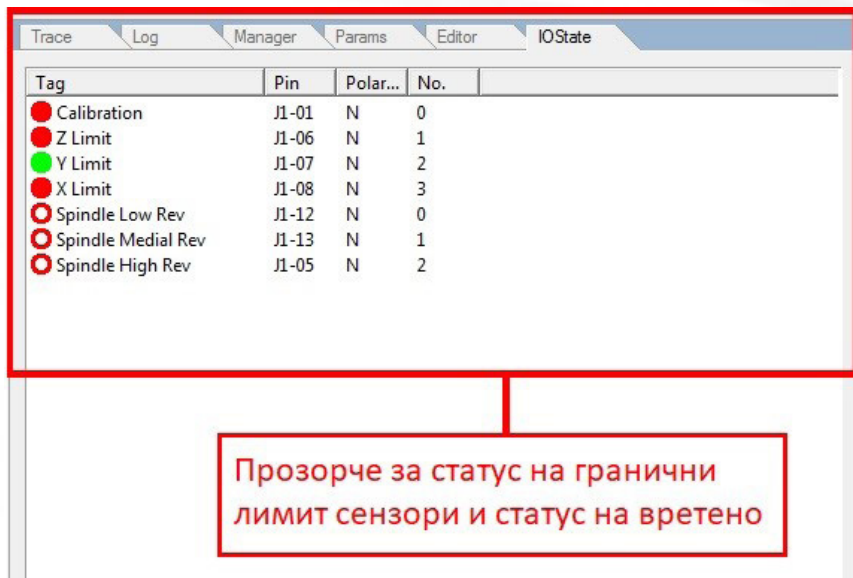 Trace Log Manager Params Editor IOState
Tag Pin Polar... No.
Calibration J1-01 N 0
Z Limit J1-06 N 1
Y Limit J1-07 N 2
X Limit J1-08 N 3
Spindle Low Rev J1-12 N 0
Spindle Medial Rev J1-13 N 1
Spindle High Rev J1-05 N 2
Прозорче за статус на гранични
лимит сензори и статус на вретено